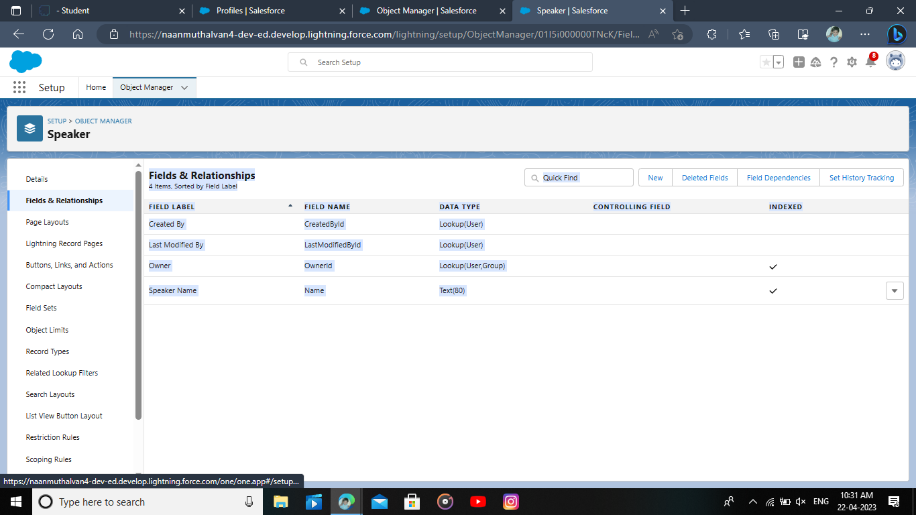 - Student
Profiles | Salesforce
Object Manager | Salesforce
Speaker | Salesforce
https://naanmuthalvan4-dev-ed.develop.lightning.force.com/lightning/setup/ObjectManager/01I5i000000TNcK/Fiel...
Search Setup
8
Setup
Home
Object Manager
SETUP > OBJECT MANAGER
Speaker
Details
Fields & Relationships
Page Layouts
Lightning Record Pages
Buttons, Links, and Actions
Compact Layouts
Field Sets
Object Limits
Record Types
Related Lookup Filters
Search Layouts
List View Button Layout
Restriction Rules
Scoping Rules
Fields & Relationships
4 Items, Sorted by Field Label
Quick Find
New
Deleted Fields
Field Dependencies
Set History Tracking
FIELD LABEL FIELD NAME DATA TYPE CONTROLLING FIELD INDEXED
Created By CreatedById Lookup(User)
Last Modified By LastModifiedById Lookup(User)
Owner OwnerId Lookup(User,Group)
Speaker Name Name Text(80)
https://naanmuthalvan4-dev-ed.develop.lightning.force.com/one/one.app#/setup...
Type here to search
ENG
10:31 AM
22-04-2023